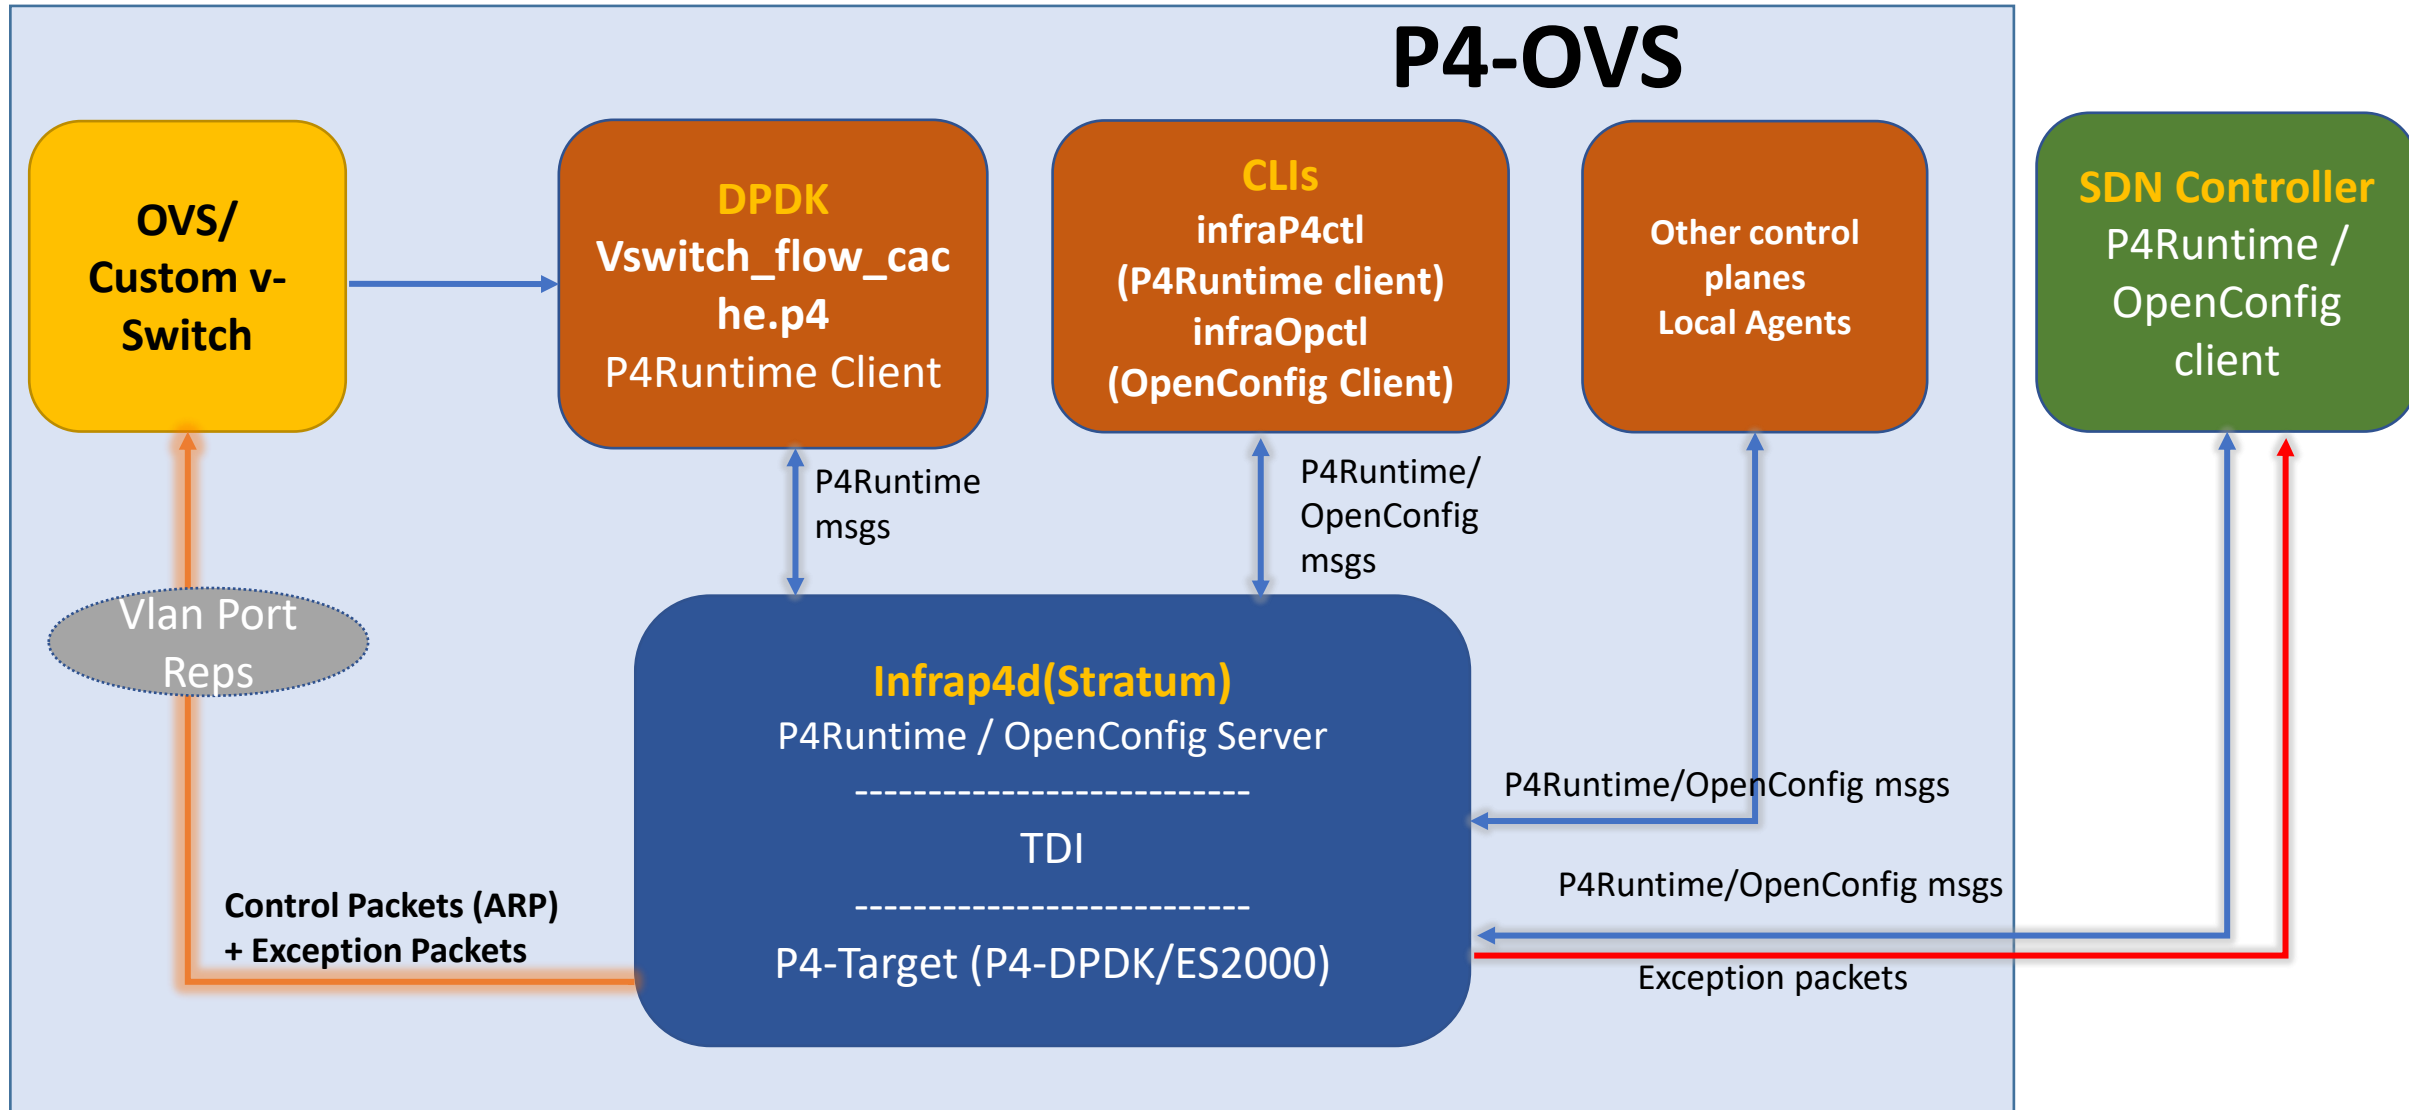 P4-OVS
OVS/
Custom v-
Switch
DPDK
Vswitch_flow_cac
he.p4
P4Runtime Client
CLIs
infraP4ctl
(P4Runtime client)
infraOpctl
(OpenConfig Client)
Other control
planes
Local Agents
SDN Controller
P4Runtime /
OpenConfig
client
P4Runtime
msgs
P4Runtime/
OpenConfig
msgs
Vlan Port
Reps
Infrap4d(Stratum)
P4Runtime / OpenConfig Server
---------------------------
TDI
---------------------------
P4-Target (P4-DPDK/ES2000)
P4Runtime/OpenConfig msgs
P4Runtime/OpenConfig msgs
Control Packets (ARP)
+ Exception Packets
Exception packets